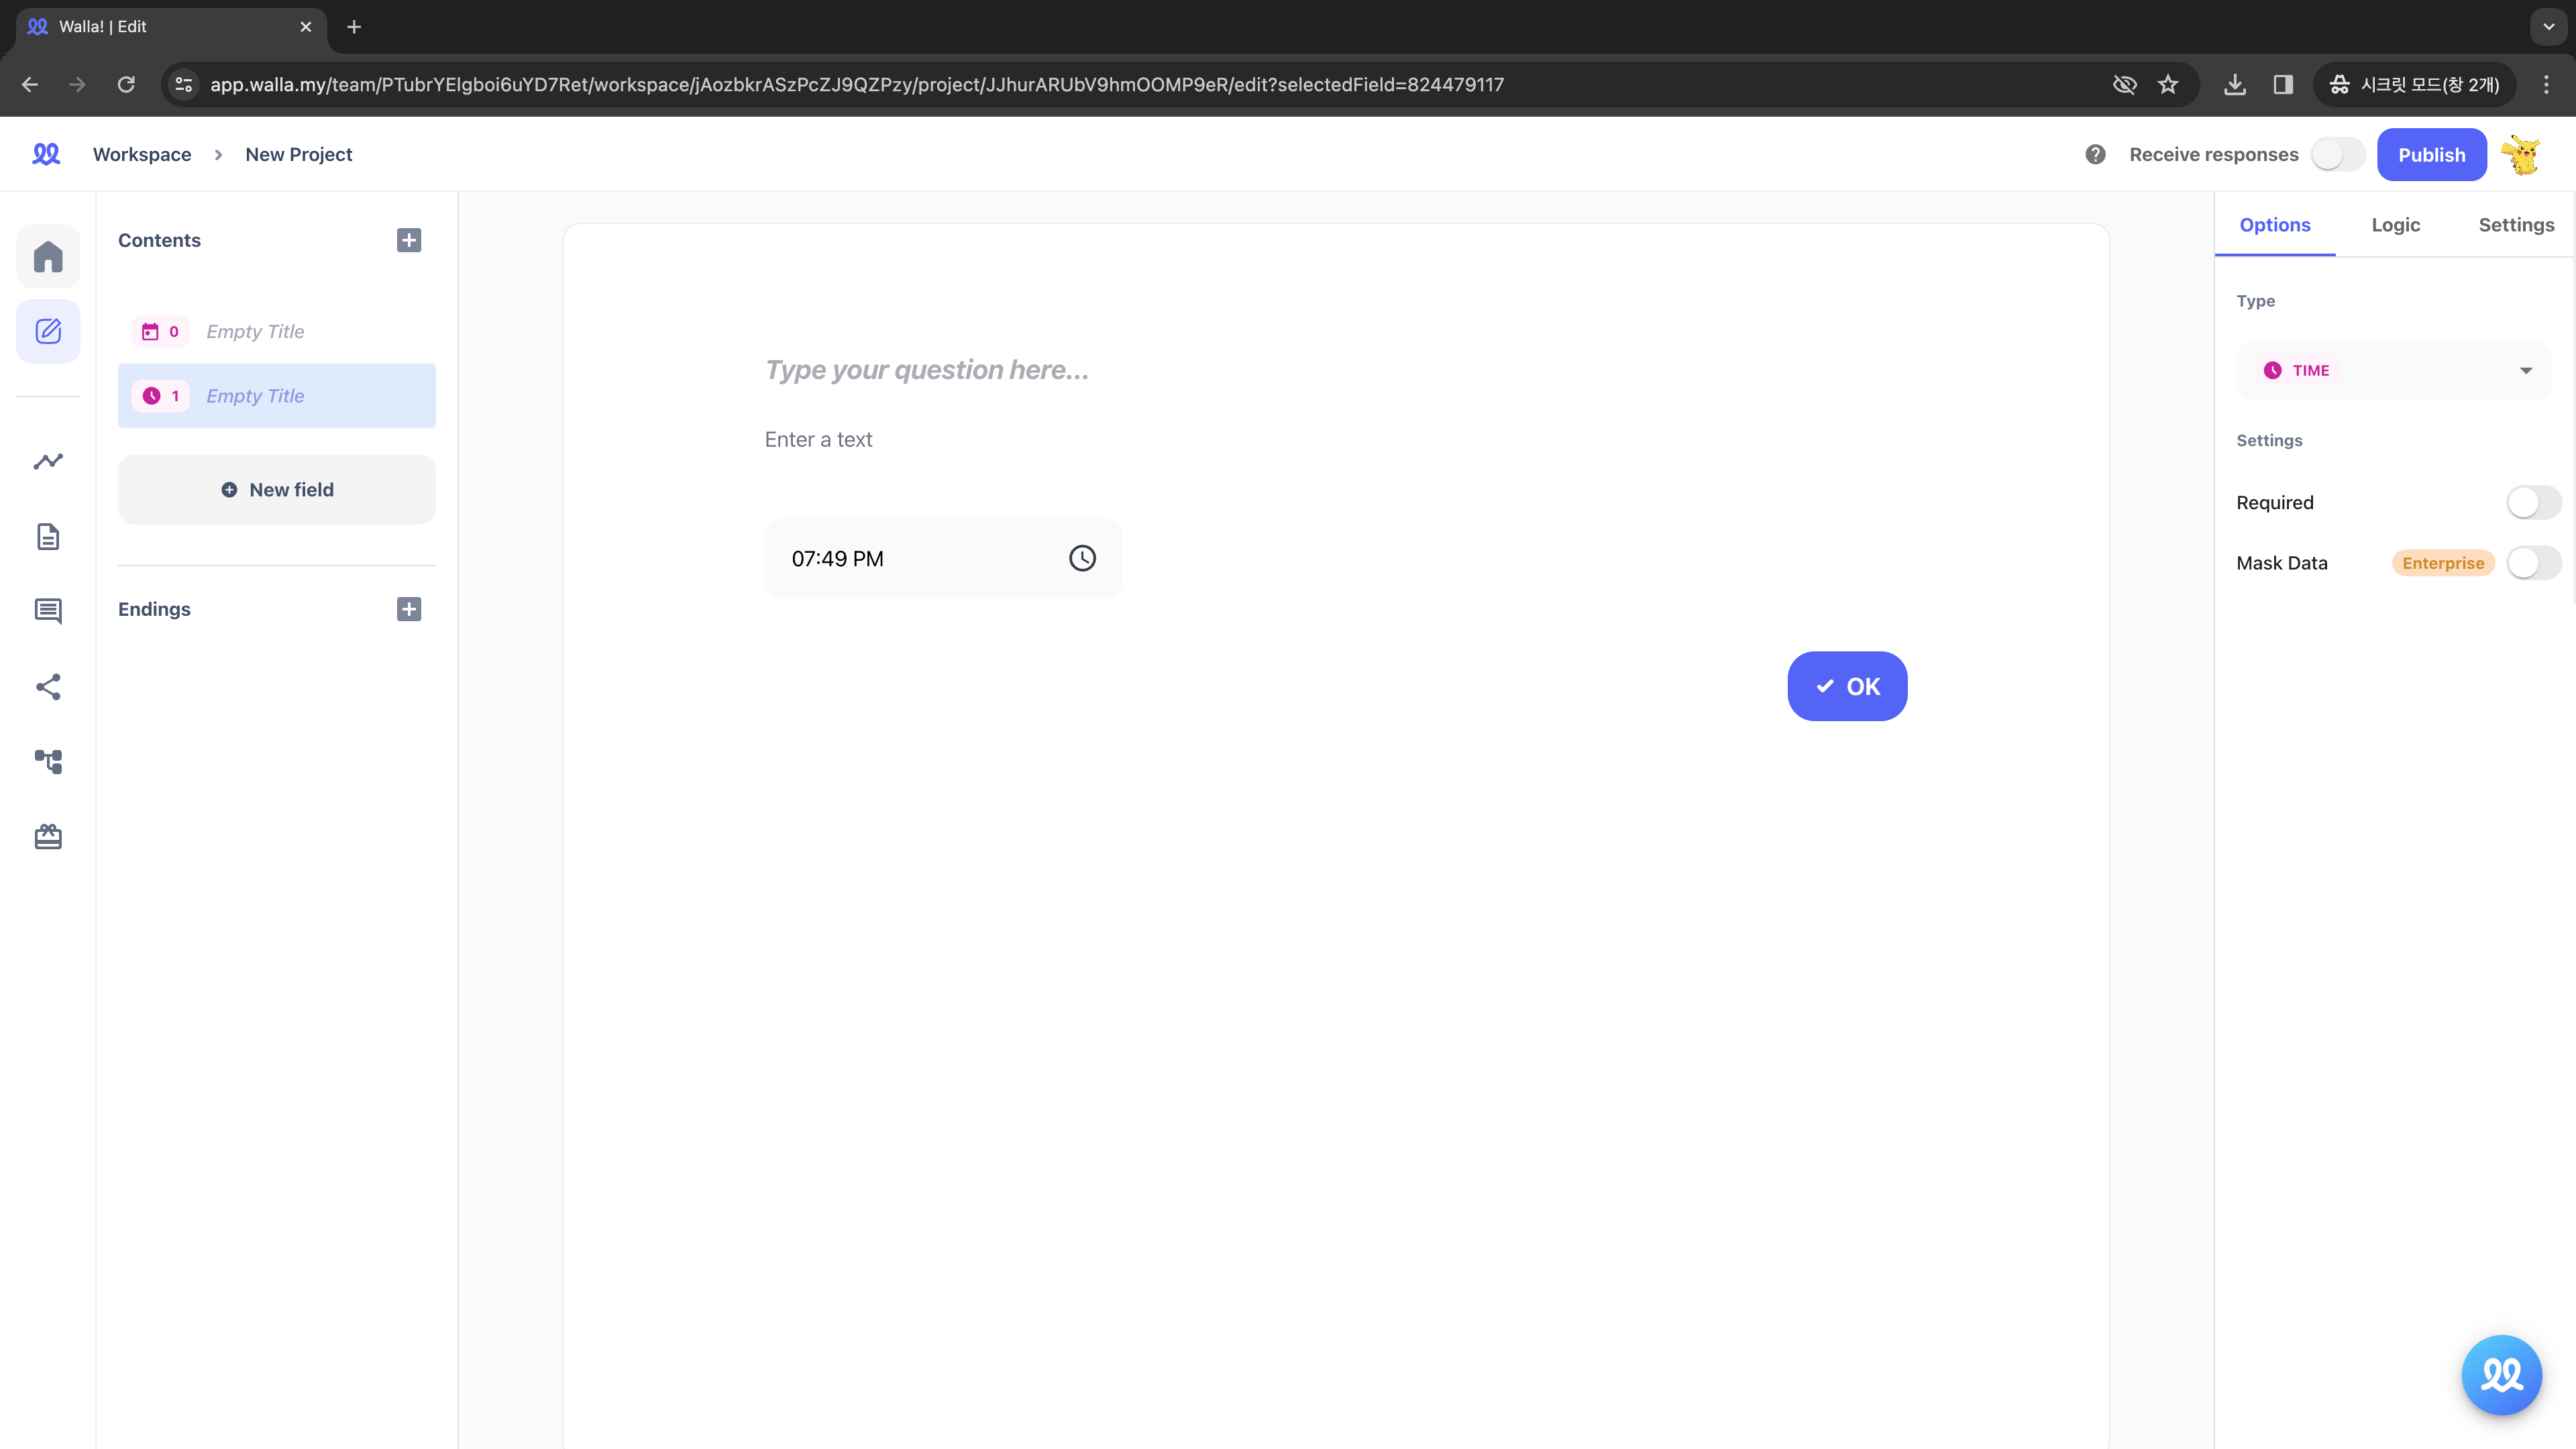 Walla! | Edit
app.walla.my/team/PTubrYEIgboi6uYD7Ret/workspace/jAozbkrASzPcZJ9QZPzy/project/JJhurARUbV9hmOOMP9eR/edit?selectedField=824479117
시크릿 모드(창 2개)
Workspace
New Project
Receive responses
Publish
Contents
0 Empty Title
1 Empty Title
New field
Endings
Type your question here...
Enter a text
07:49 PM
OK
Options
Logic
Settings
Type
TIME
Settings
Required
Mask Data
Enterprise